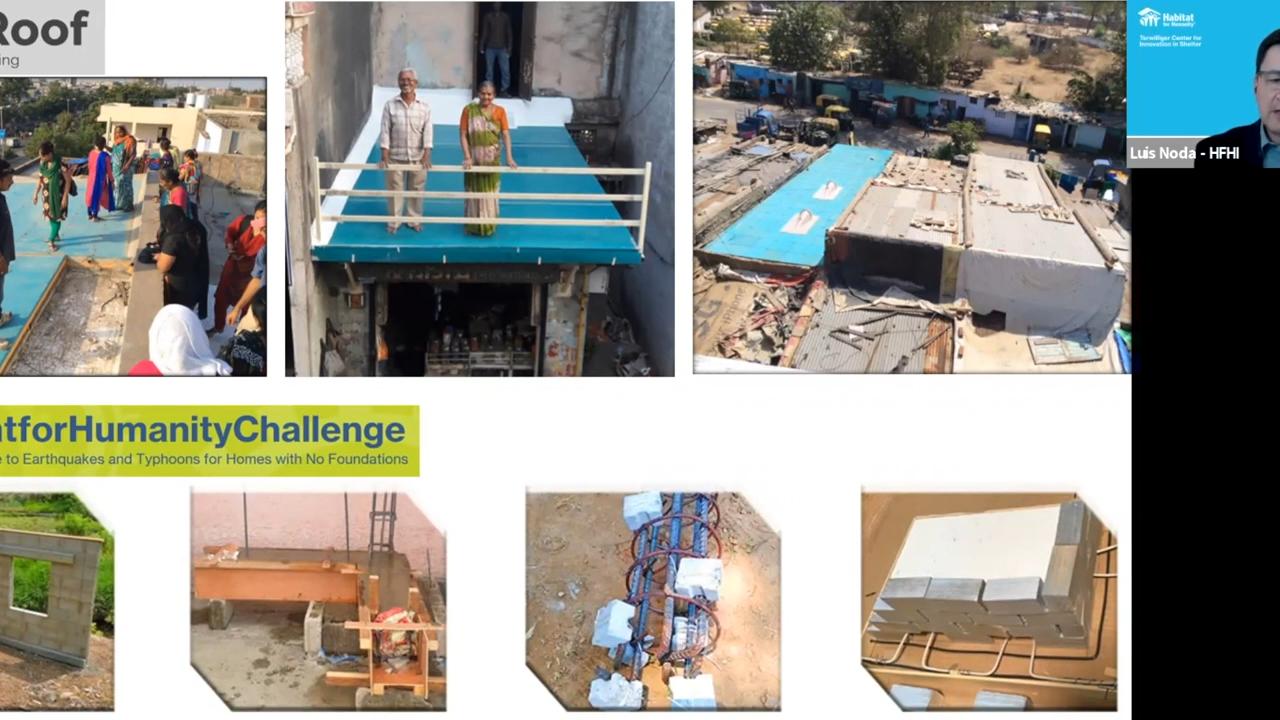 Roof
ing
Habitat
for Humanity
Terwilliger Center for
Innovation in Shelter
Luis Noda - HFHI
ntforHumanityChallenge
e to Earthquakes and Typhoons for Homes with No Foundations